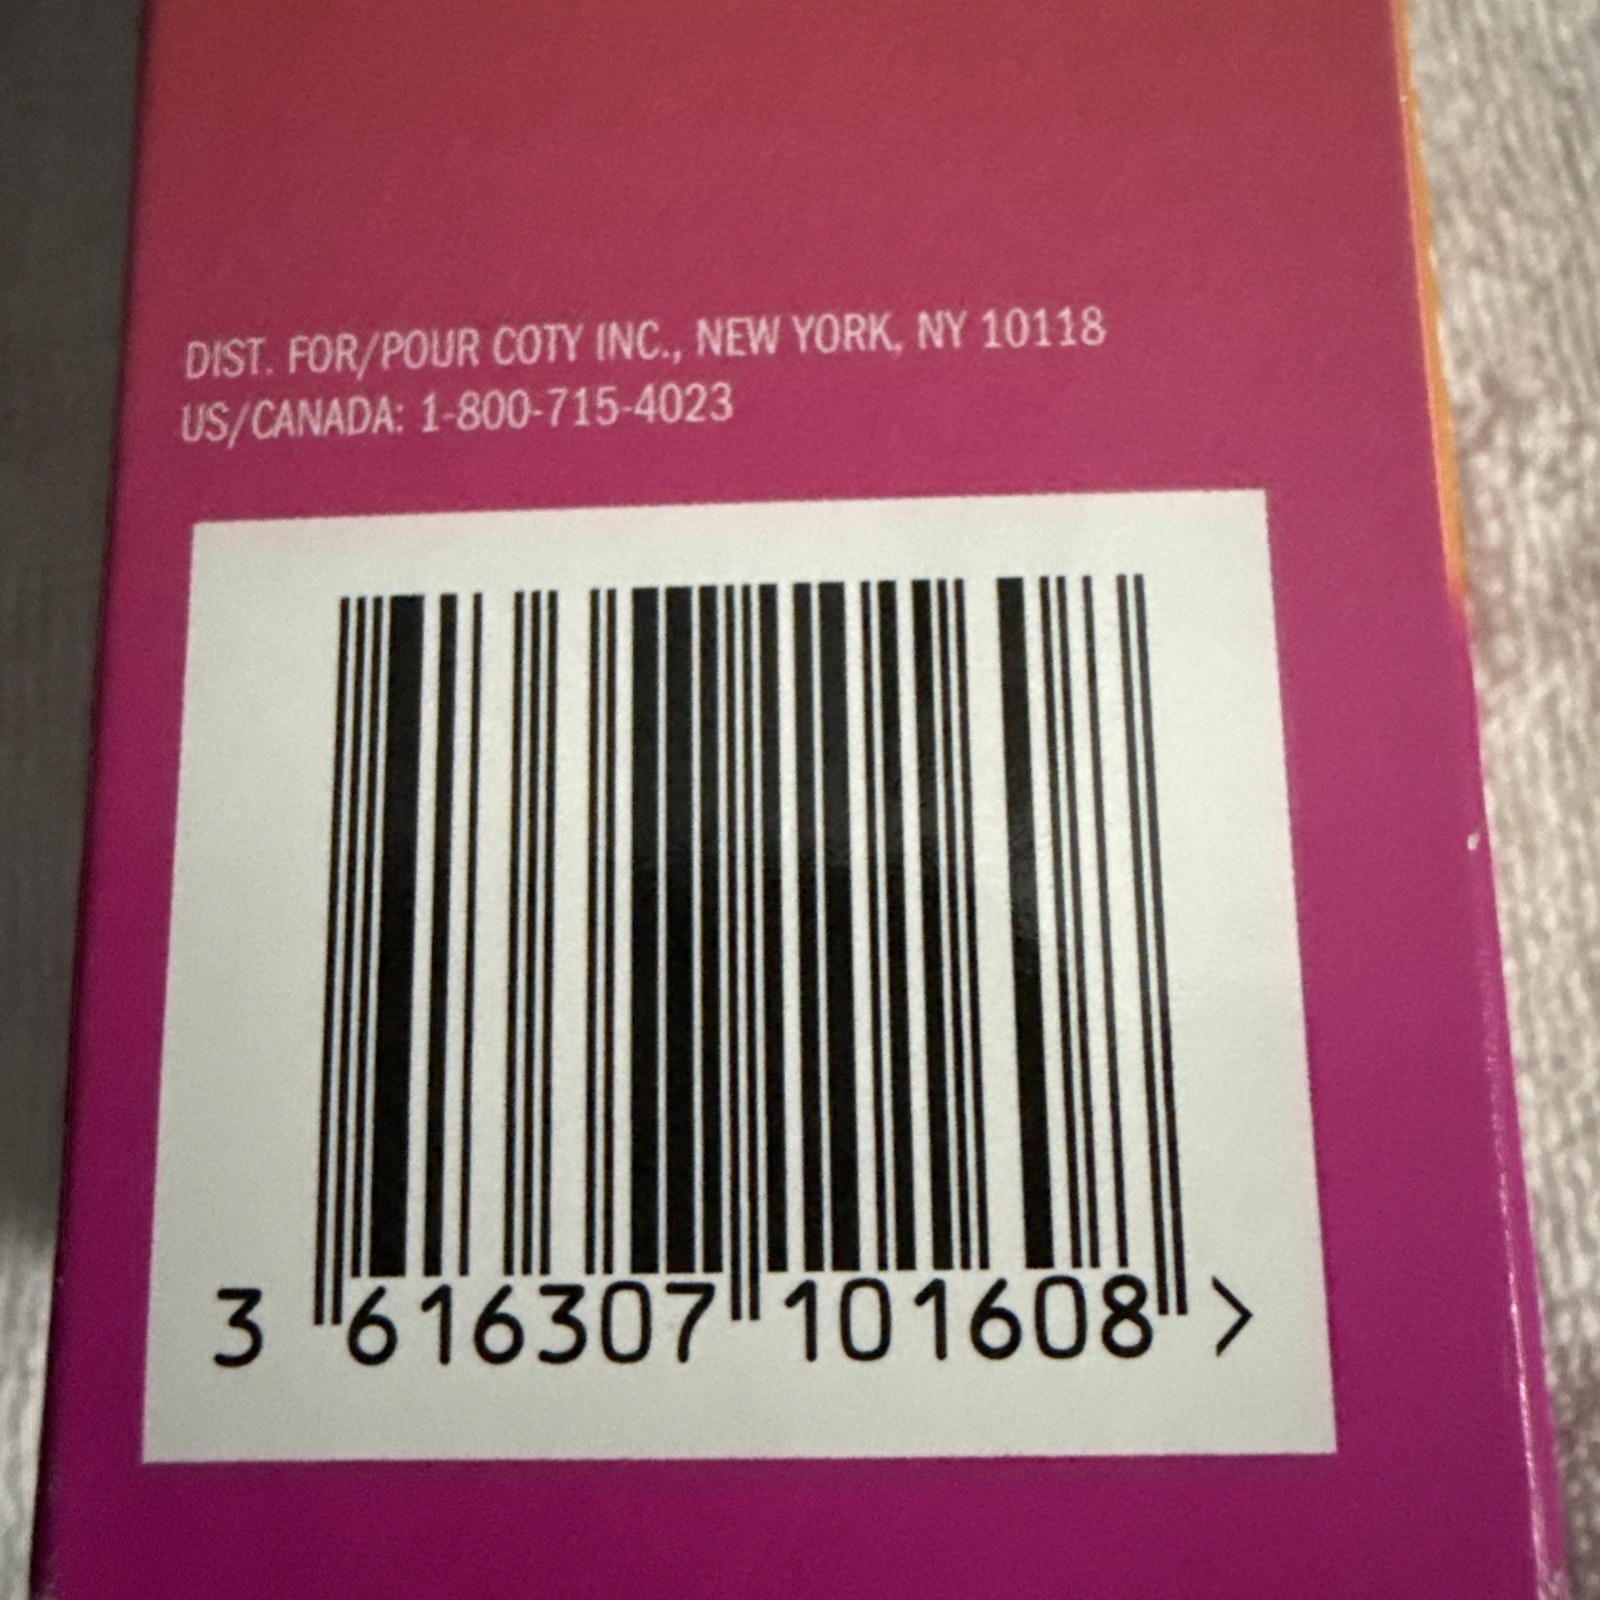 DIST. FOR/POUR COTY INC., NEW YORK, NY 10118
US/CANADA: 1-800-715-4023
3 616307 101608 >